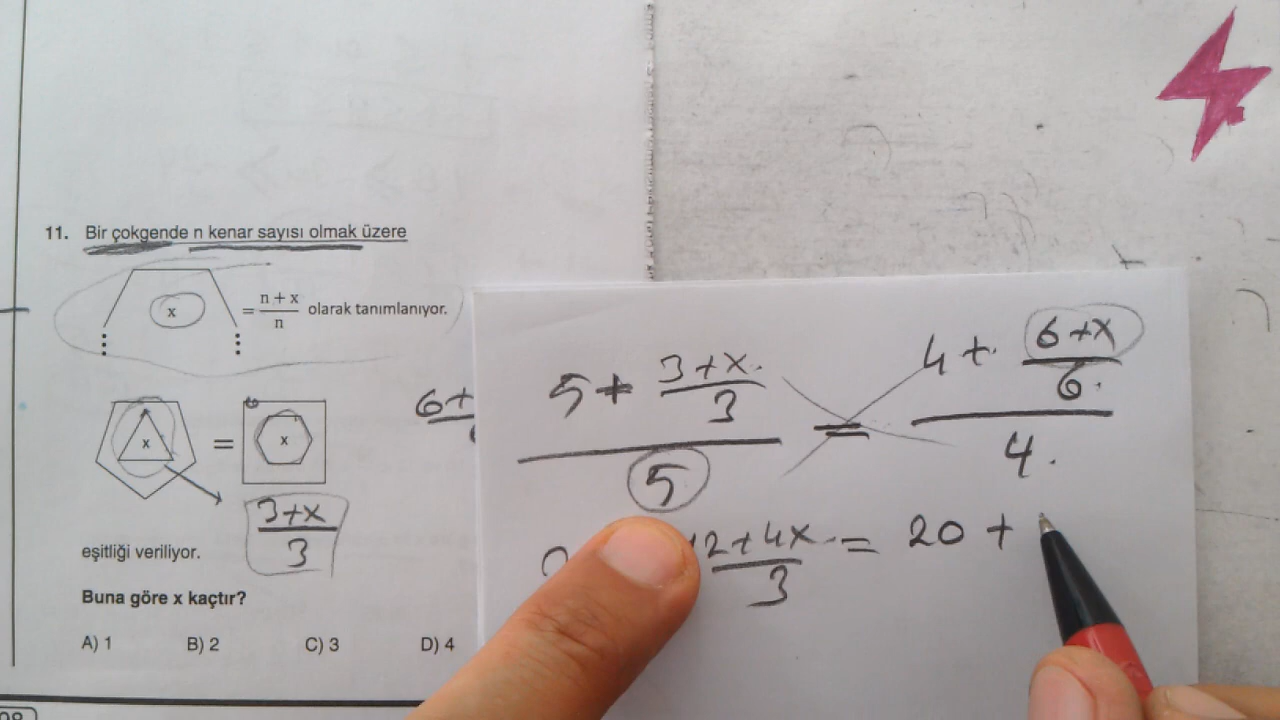 11. Bir çokgende n kenar sayısı olmak üzere
x = n + x / n olarak tanımlanıyor.
x = x
3+x / 3
eşitliği veriliyor.
Buna göre x kaçtır?
A) 1 B) 2 C) 3 D) 4
6+
5 + 3+x / 3 / 5 = 4 + 6+x / 6 / 4
12+4x / 3 = 20 +